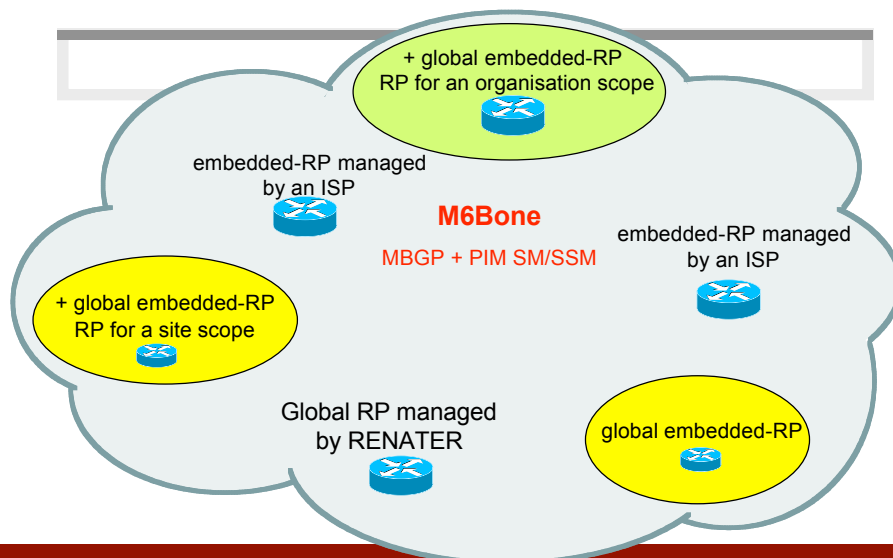 + global embedded-RP
RP for an organisation scope
embedded-RP managed
by an ISP
M6Bone
MBGP + PIM SM/SSM
embedded-RP managed
by an ISP
+ global embedded-RP
RP for a site scope
Global RP managed
by RENATER
global embedded-RP